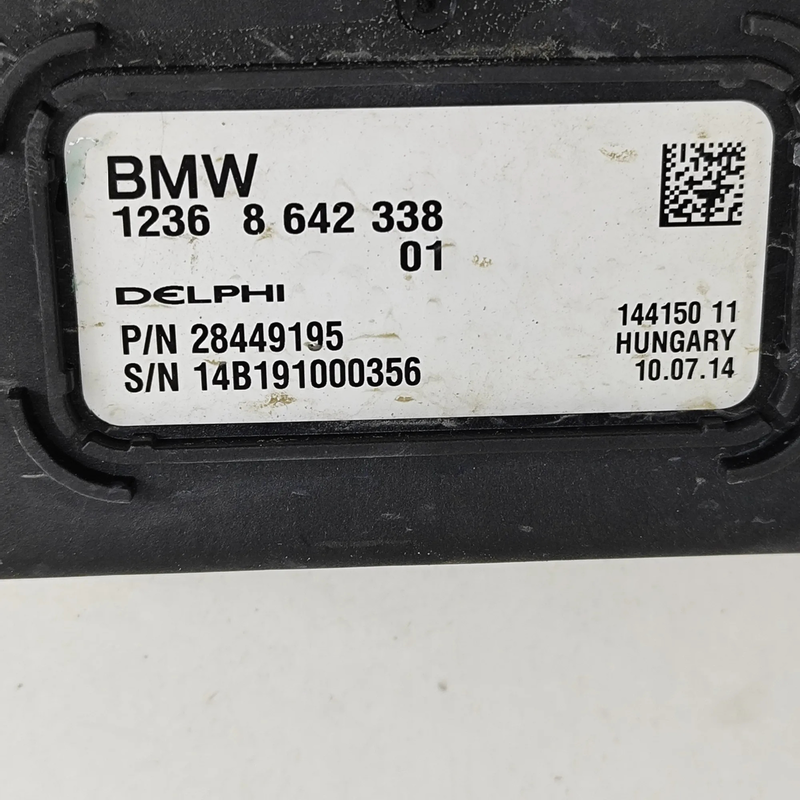 BMW
1236 8 642 338
01
DELPHI
P/N 28449195
S/N 14B191000356
144150 11
HUNGARY
10.07.14